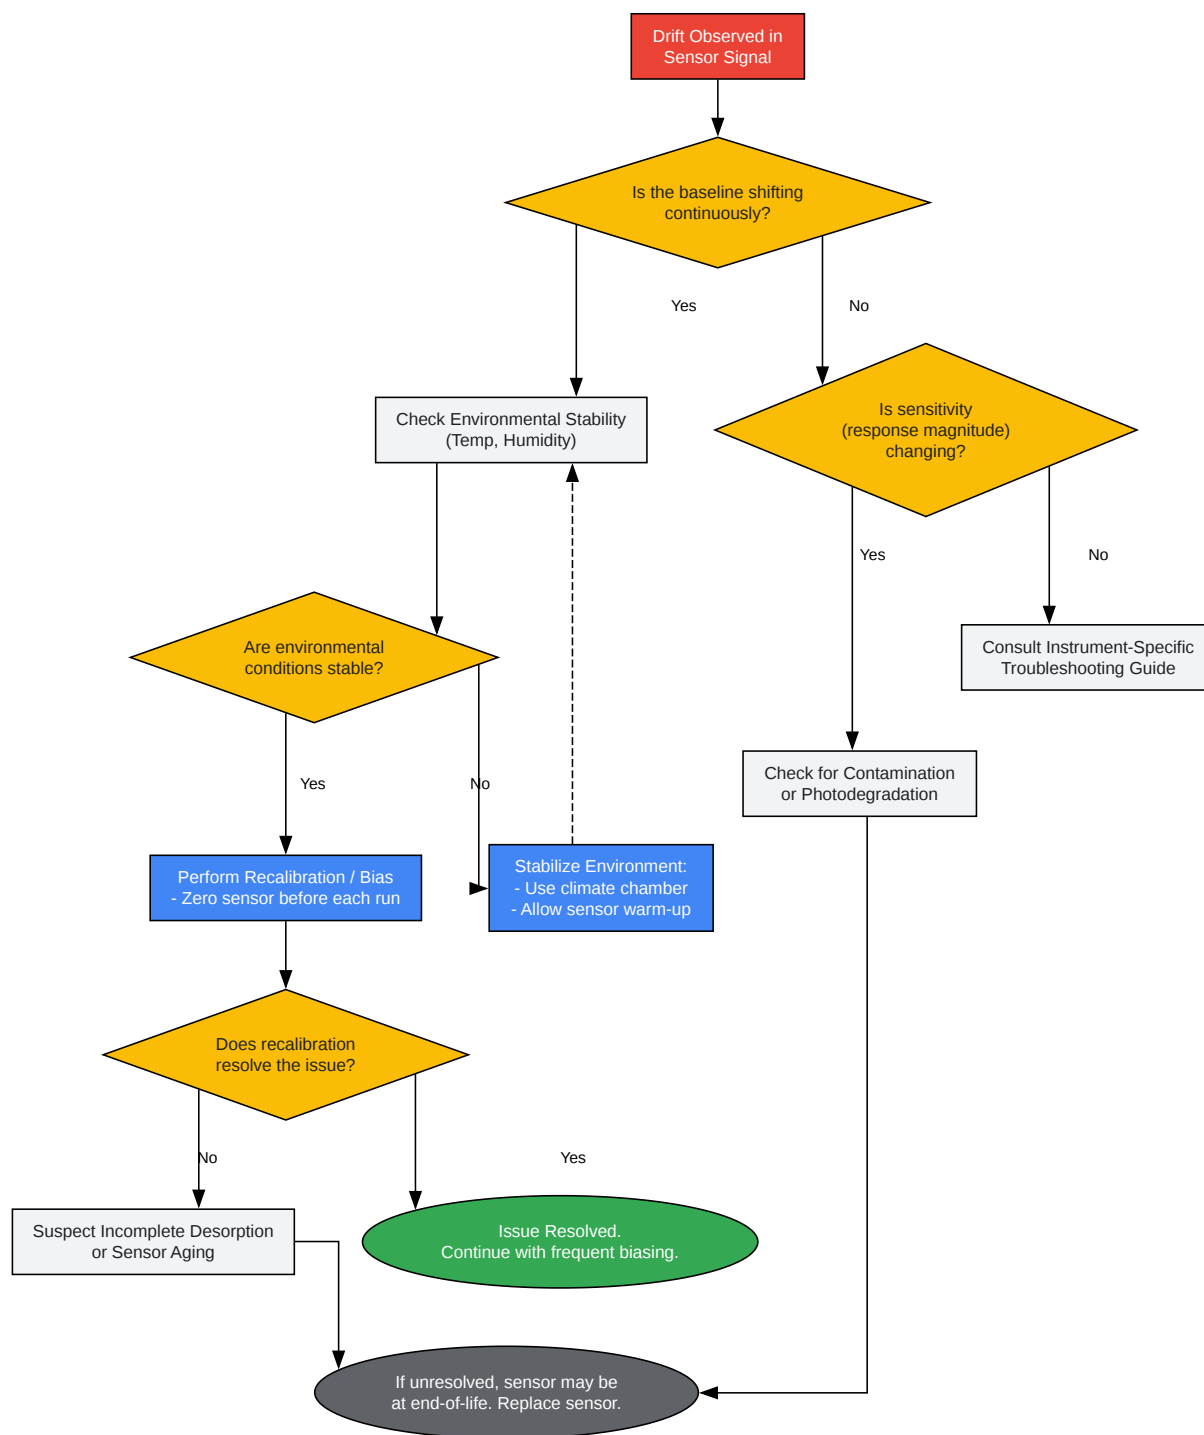 Drift Observed in
Sensor Signal
Is the baseline shifting
continuously?
Yes
No
Check Environmental Stability
(Temp, Humidity)
Is sensitivity
(response magnitude)
changing?
Yes
No
Are environmental
conditions stable?
Consult Instrument-Specific
Troubleshooting Guide
Yes
No
Check for Contamination
or Photodegradation
Perform Recalibration / Bias
- Zero sensor before each run
Stabilize Environment:
- Use climate chamber
- Allow sensor warm-up
Does recalibration
resolve the issue?
No
Yes
Suspect Incomplete Desorption
or Sensor Aging
Issue Resolved.
Continue with frequent biasing.
If unresolved, sensor may be
at end-of-life. Replace sensor.